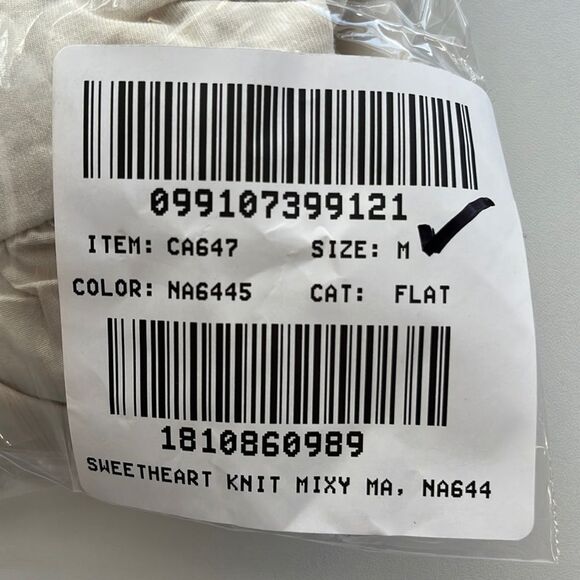 099107399121
ITEM: CA647 SIZE: M
COLOR: NA6445 CAT: FLAT
1810860989
SWEETHEART KNIT MIXY MA, NA644